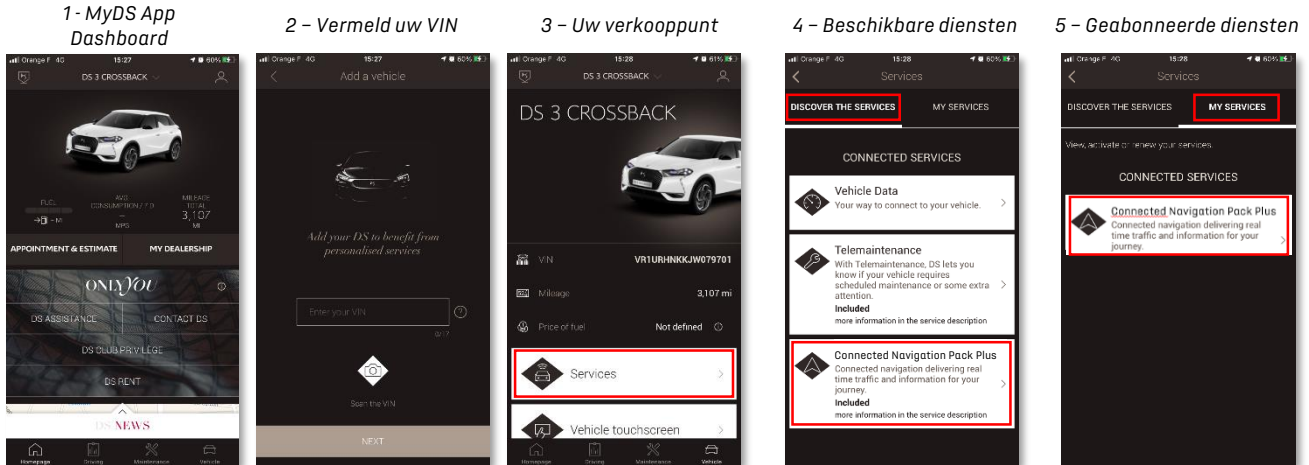 1 - MyDS App
Dashboard
2 – Vermeld uw VIN
3 – Uw verkooppunt
4 – Beschikbare diensten
5 – Geabonneerde diensten
Orange F 4G 15:27 60%
DS 3 CROSSBACK
FUEL
- MI
AVG.
CONSUMPTION / 7 D
–
MPG
MILEAGE
TOTAL
3,107
MI
APPOINTMENT & ESTIMATE MY DEALERSHIP
ONLY YOU
DS ASSISTANCE CONTACT DS
DS CLUB PRIVILEGE
DS RENT
DS NEWS
Homepage Driving Maintenance Vehicle
Orange F 4G 15:27 60%
Add a vehicle
Add your DS to benefit from
personalised services
Enter your VIN
0/17
Scan the VIN
NEXT
Orange F 4G 15:28 61%
DS 3 CROSSBACK
DS 3 CROSSBACK
VIN VR1URHNKKJW079701
Mileage 3,107 mi
Price of fuel Not defined
Services
Vehicle touchscreen
Homepage Driving Maintenance Vehicle
Orange F 4G 15:28 60%
Services
DISCOVER THE SERVICES MY SERVICES
CONNECTED SERVICES
Vehicle Data
Your way to connect to your vehicle.
Telemaintenance
With Telemaintenance, DS lets you
know if your vehicle requires
scheduled maintenance or some extra
attention.
Included
more information in the service description
Connected Navigation Pack Plus
Connected navigation delivering real
time traffic and information for your
journey.
Included
more information in the service description
Orange F 4G 15:28 60%
Services
DISCOVER THE SERVICES MY SERVICES
View, activate or renew your services.
CONNECTED SERVICES
Connected Navigation Pack Plus
Connected navigation delivering real
time traffic and information for your
journey.